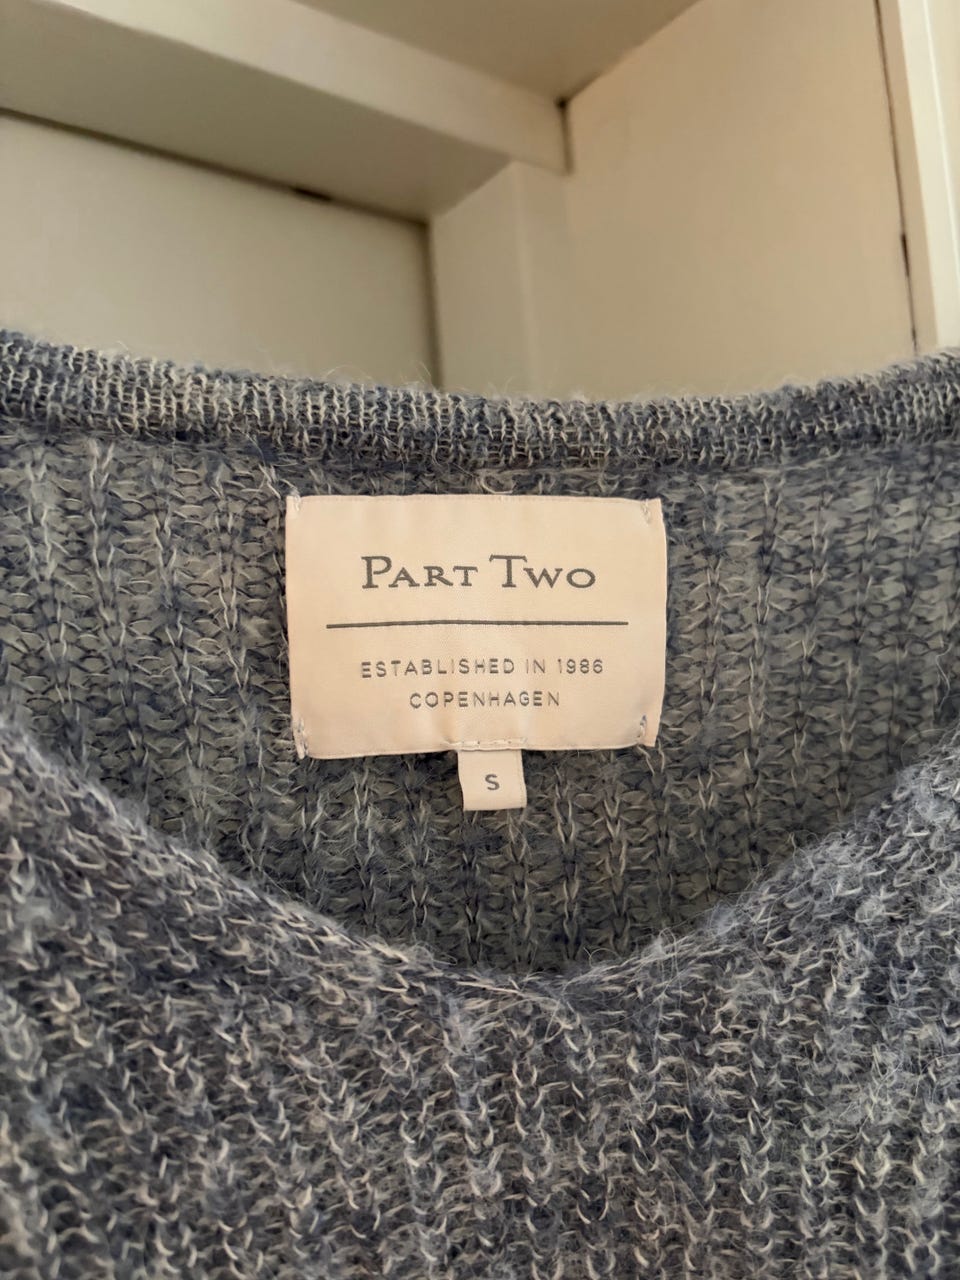 PART TWO
ESTABLISHED IN 1986
COPENHAGEN
S